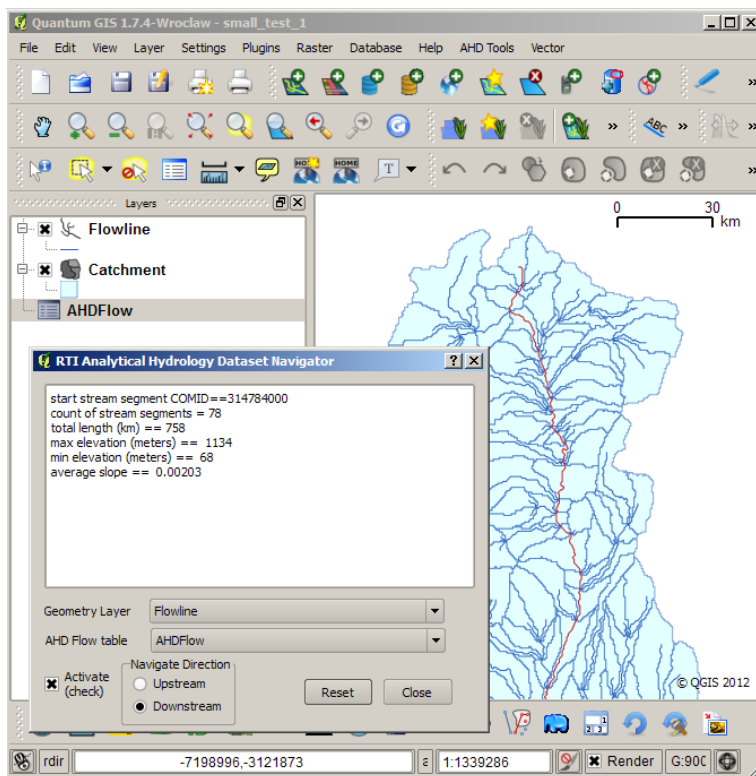 Quantum GIS 1.7.4-Wroclaw - small_test_1
File Edit View Layer Settings Plugins Raster Database Help AHD Tools Vector
»
» ABC »
HOME T »
Layers
0 30
km
Flowline
Catchment
AHDFlow
RTI Analytical Hydrology Dataset Navigator
start stream segment COMID==314784000
count of stream segments = 78
total length (km) == 758
max elevation (meters) == 1134
min elevation (meters) == 68
average slope == 0.00203
Geometry Layer Flowline
AHD Flow table AHDFlow
Activate
(check)
Navigate Direction
Upstream
Downstream
Reset Close
© QGIS 2012
rdir -7198996,-3121873 1:1339286 Render G:900